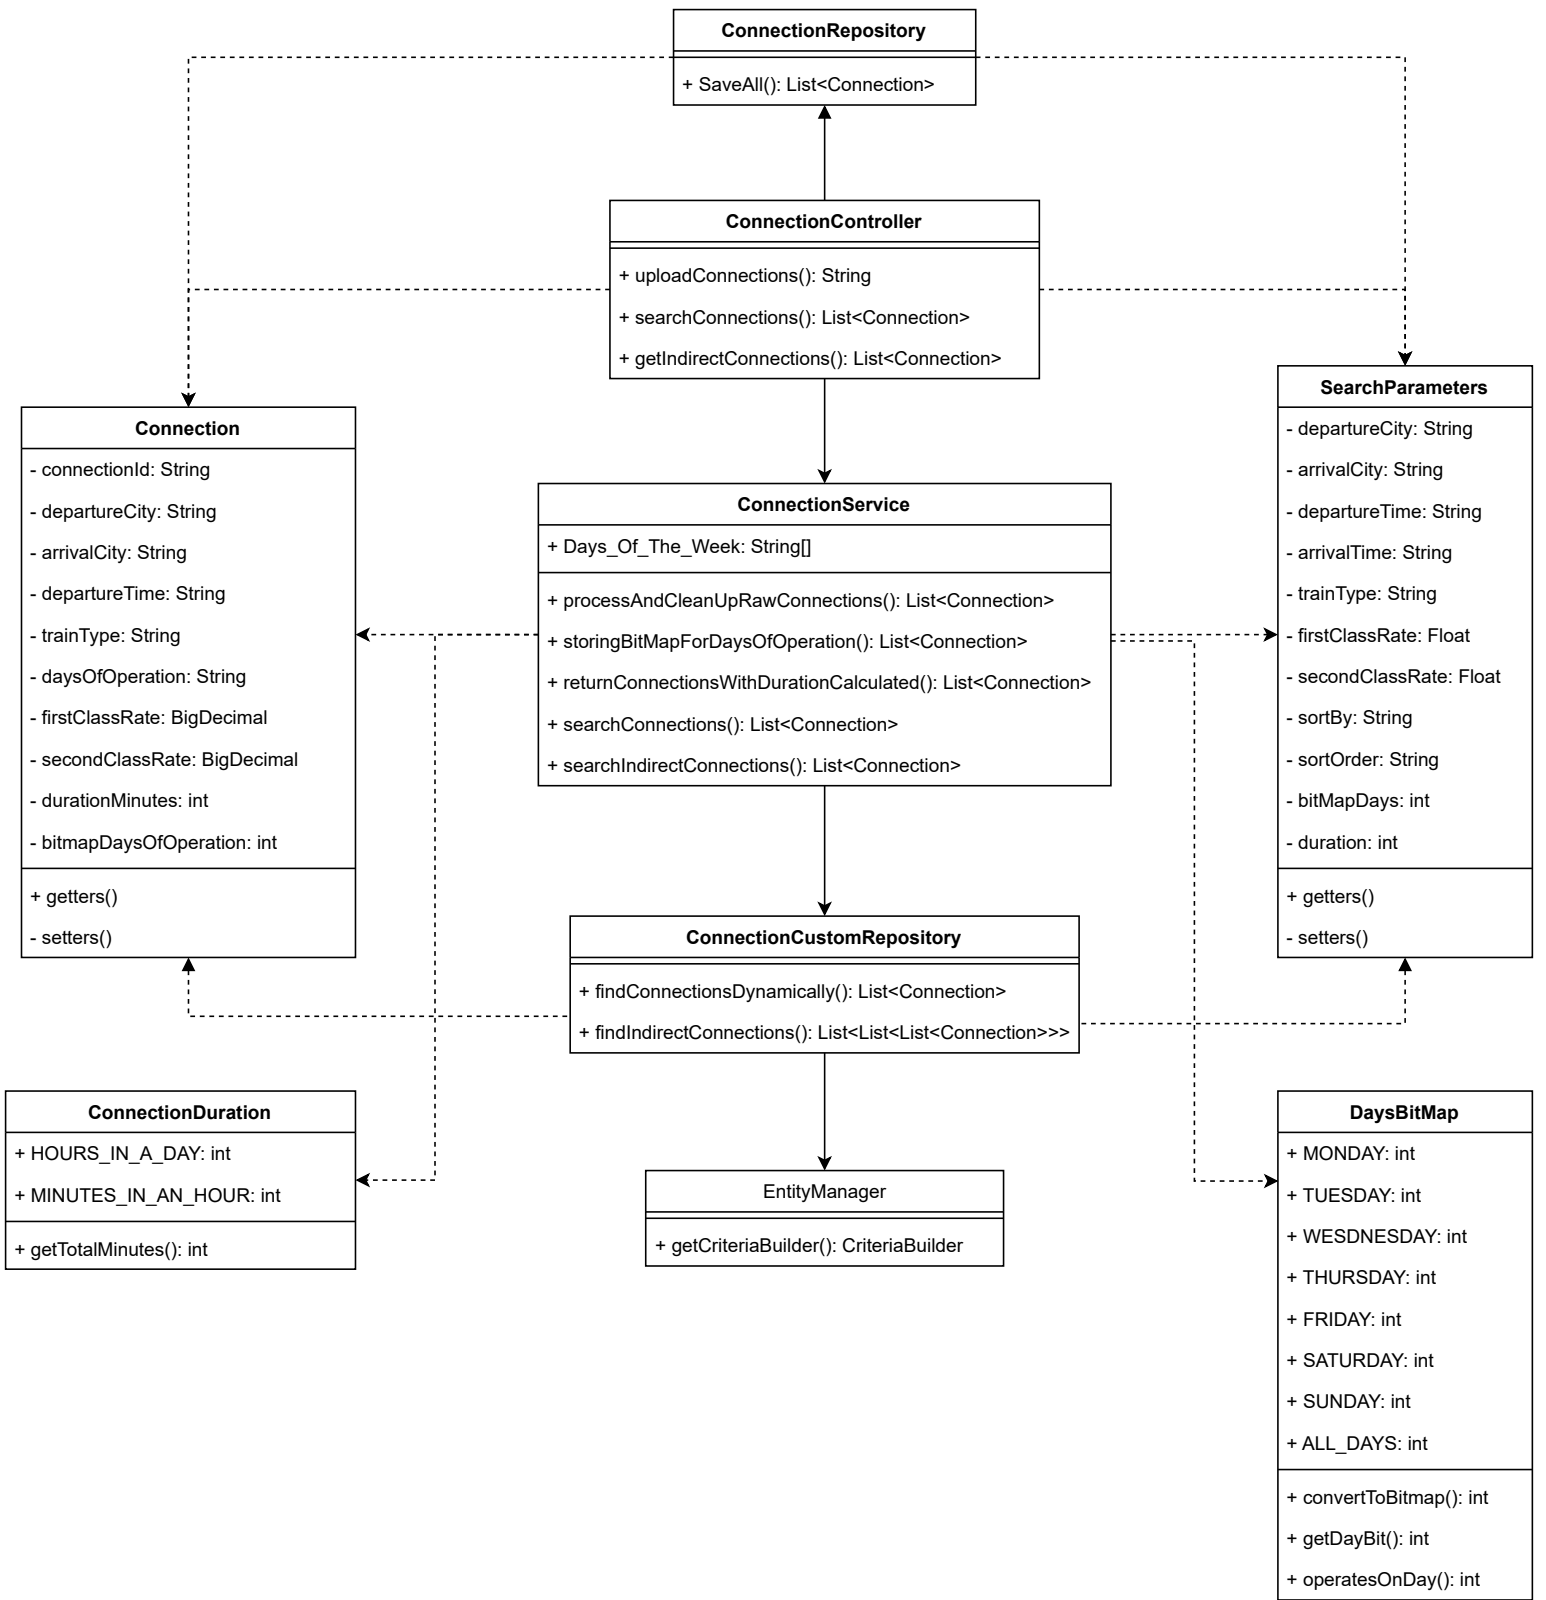 ConnectionRepository
+ SaveAll(): List<Connection>
ConnectionController
+ uploadConnections(): String
+ searchConnections(): List<Connection>
+ getIndirectConnections(): List<Connection>
Connection
- connectionId: String
- departureCity: String
- arrivalCity: String
- departureTime: String
- trainType: String
- daysOfOperation: String
- firstClassRate: BigDecimal
- secondClassRate: BigDecimal
- durationMinutes: int
- bitmapDaysOfOperation: int
+ getters()
- setters()
ConnectionService
+ Days_Of_The_Week: String[]
+ processAndCleanUpRawConnections(): List<Connection>
+ storingBitMapForDaysOfOperation(): List<Connection>
+ returnConnectionsWithDurationCalculated(): List<Connection>
+ searchConnections(): List<Connection>
+ searchIndirectConnections(): List<Connection>
SearchParameters
- departureCity: String
- arrivalCity: String
- departureTime: String
- arrivalTime: String
- trainType: String
- firstClassRate: Float
- secondClassRate: Float
- sortBy: String
- sortOrder: String
- bitMapDays: int
- duration: int
+ getters()
- setters()
ConnectionCustomRepository
+ findConnectionsDynamically(): List<Connection>
+ findIndirectConnections(): List<List<List<Connection>>>
ConnectionDuration
+ HOURS_IN_A_DAY: int
+ MINUTES_IN_AN_HOUR: int
+ getTotalMinutes(): int
EntityManager
+ getCriteriaBuilder(): CriteriaBuilder
DaysBitMap
+ MONDAY: int
+ TUESDAY: int
+ WESDNESDAY: int
+ THURSDAY: int
+ FRIDAY: int
+ SATURDAY: int
+ SUNDAY: int
+ ALL_DAYS: int
+ convertToBitmap(): int
+ getDayBit(): int
+ operatesOnDay(): int